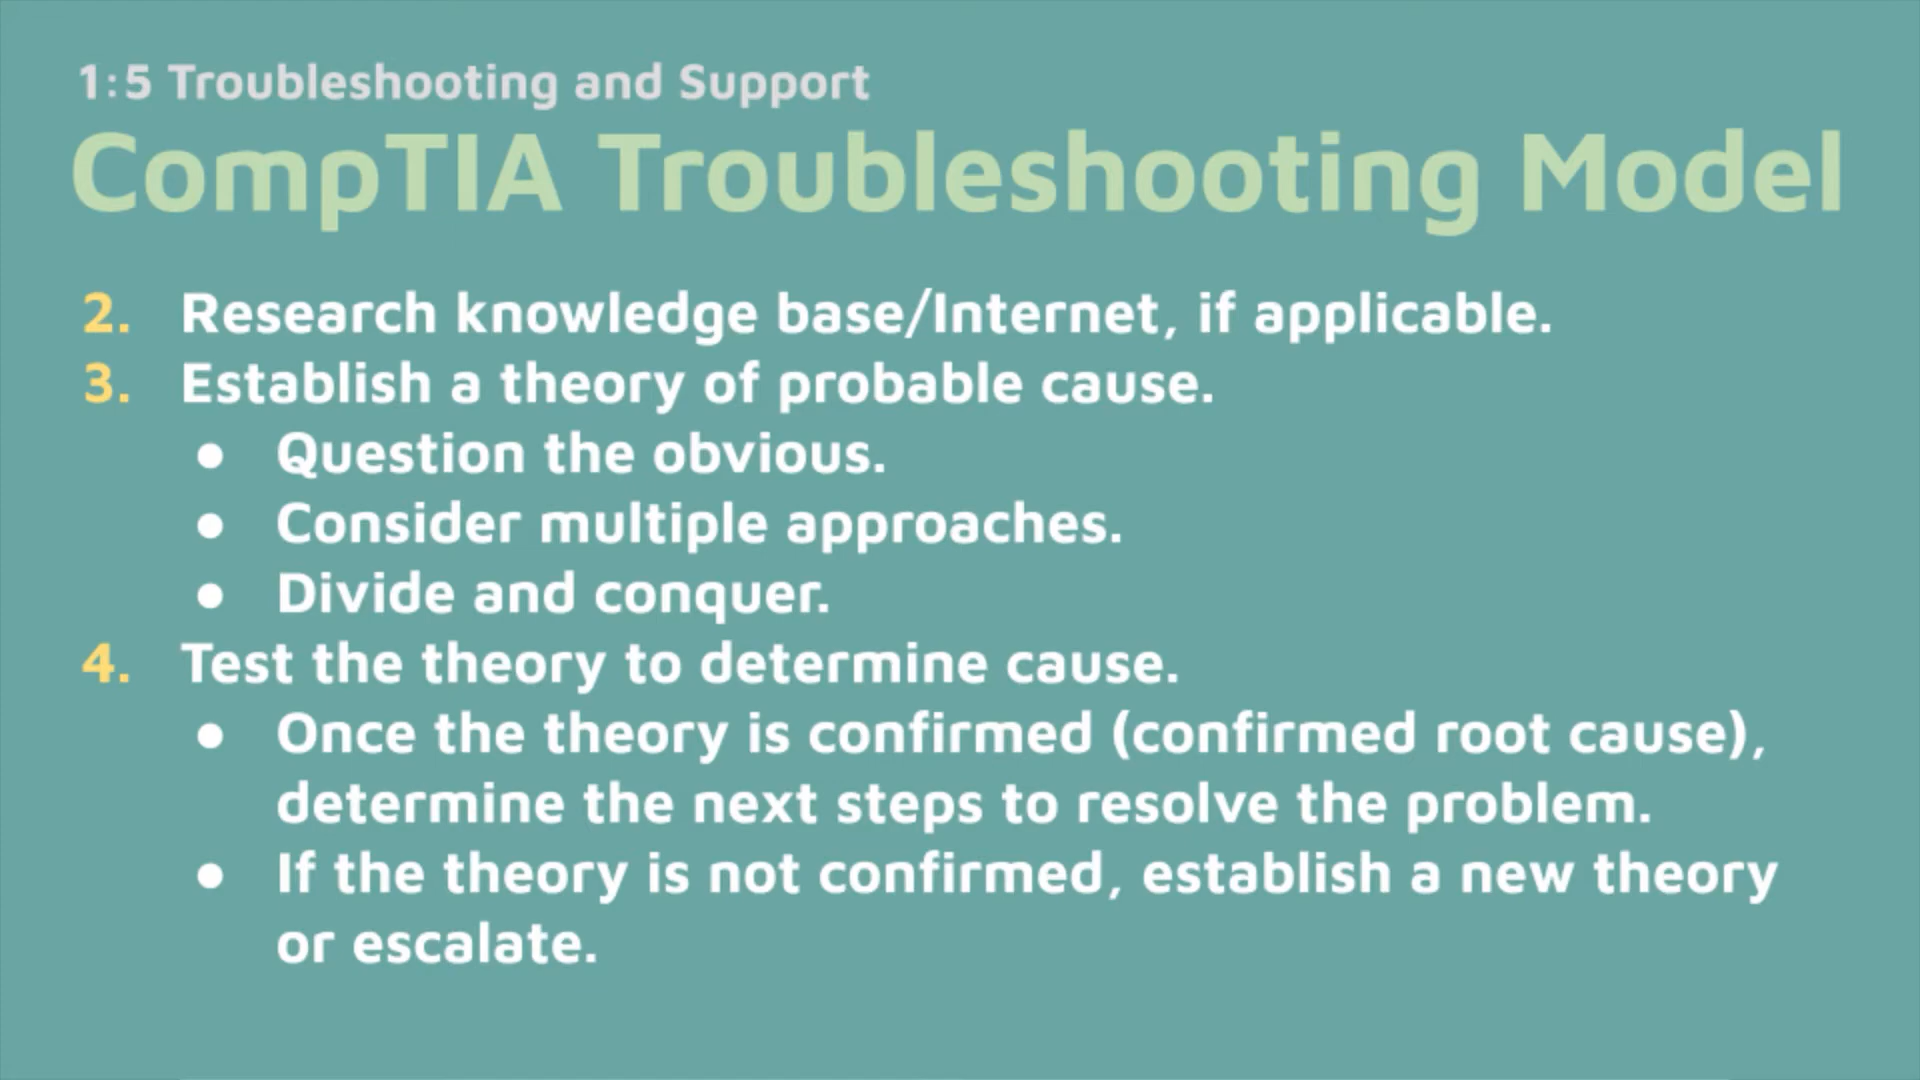 1:5 Troubleshooting and Support
CompTIA Troubleshooting Model
2. Research knowledge base/Internet, if applicable.
3. Establish a theory of probable cause.
● Question the obvious.
● Consider multiple approaches.
● Divide and conquer.
4. Test the theory to determine cause.
● Once the theory is confirmed (confirmed root cause),
determine the next steps to resolve the problem.
● If the theory is not confirmed, establish a new theory
or escalate.